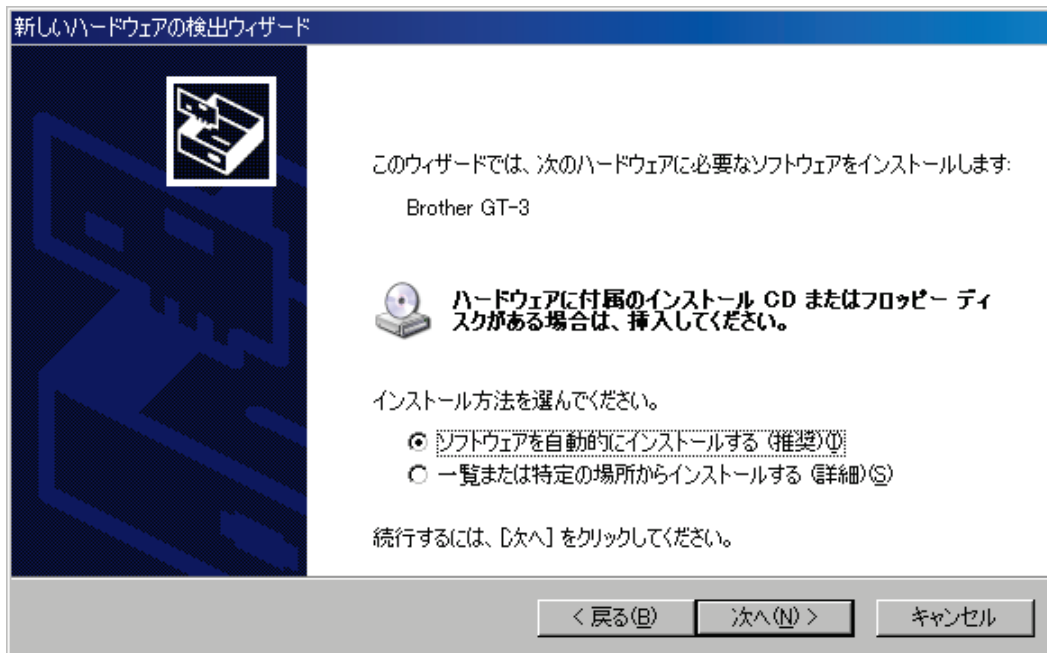 新しいハードウェアの検出ウィザード
このウィザードでは、次のハードウェアに必要なソフトウェアをインストールします:
Brother GT-3
ハードウェアに付属のインストール CD またはフロッピー ディ
スクがある場合は、挿入してください。
インストール方法を選んでください。
ソフトウェアを自動的にインストールする (推奨)(I)
一覧または特定の場所からインストールする (詳細)(S)
続行するには、[次へ] をクリックしてください。
< 戻る(B)
次へ(N) >
キャンセル